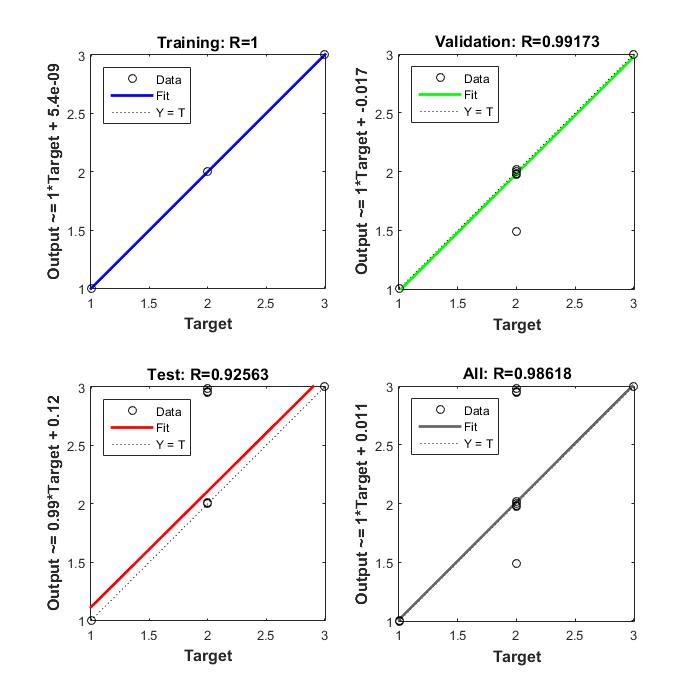 Training: R=1
Output ~= 1*Target + 5.4e-09
3
2.5
2
1.5
1
Data
Fit
Y = T
1 1.5 2 2.5 3
Target
Validation: R=0.99173
Output ~= 1*Target + -0.017
3
2.5
2
1.5
1
Data
Fit
Y = T
1 1.5 2 2.5 3
Target
Test: R=0.92563
Output ~= 0.99*Target + 0.12
3
2.5
2
1.5
1
Data
Fit
Y = T
1 1.5 2 2.5 3
Target
All: R=0.98618
Output ~= 1*Target + 0.011
3
2.5
2
1.5
1
Data
Fit
Y = T
1 1.5 2 2.5 3
Target